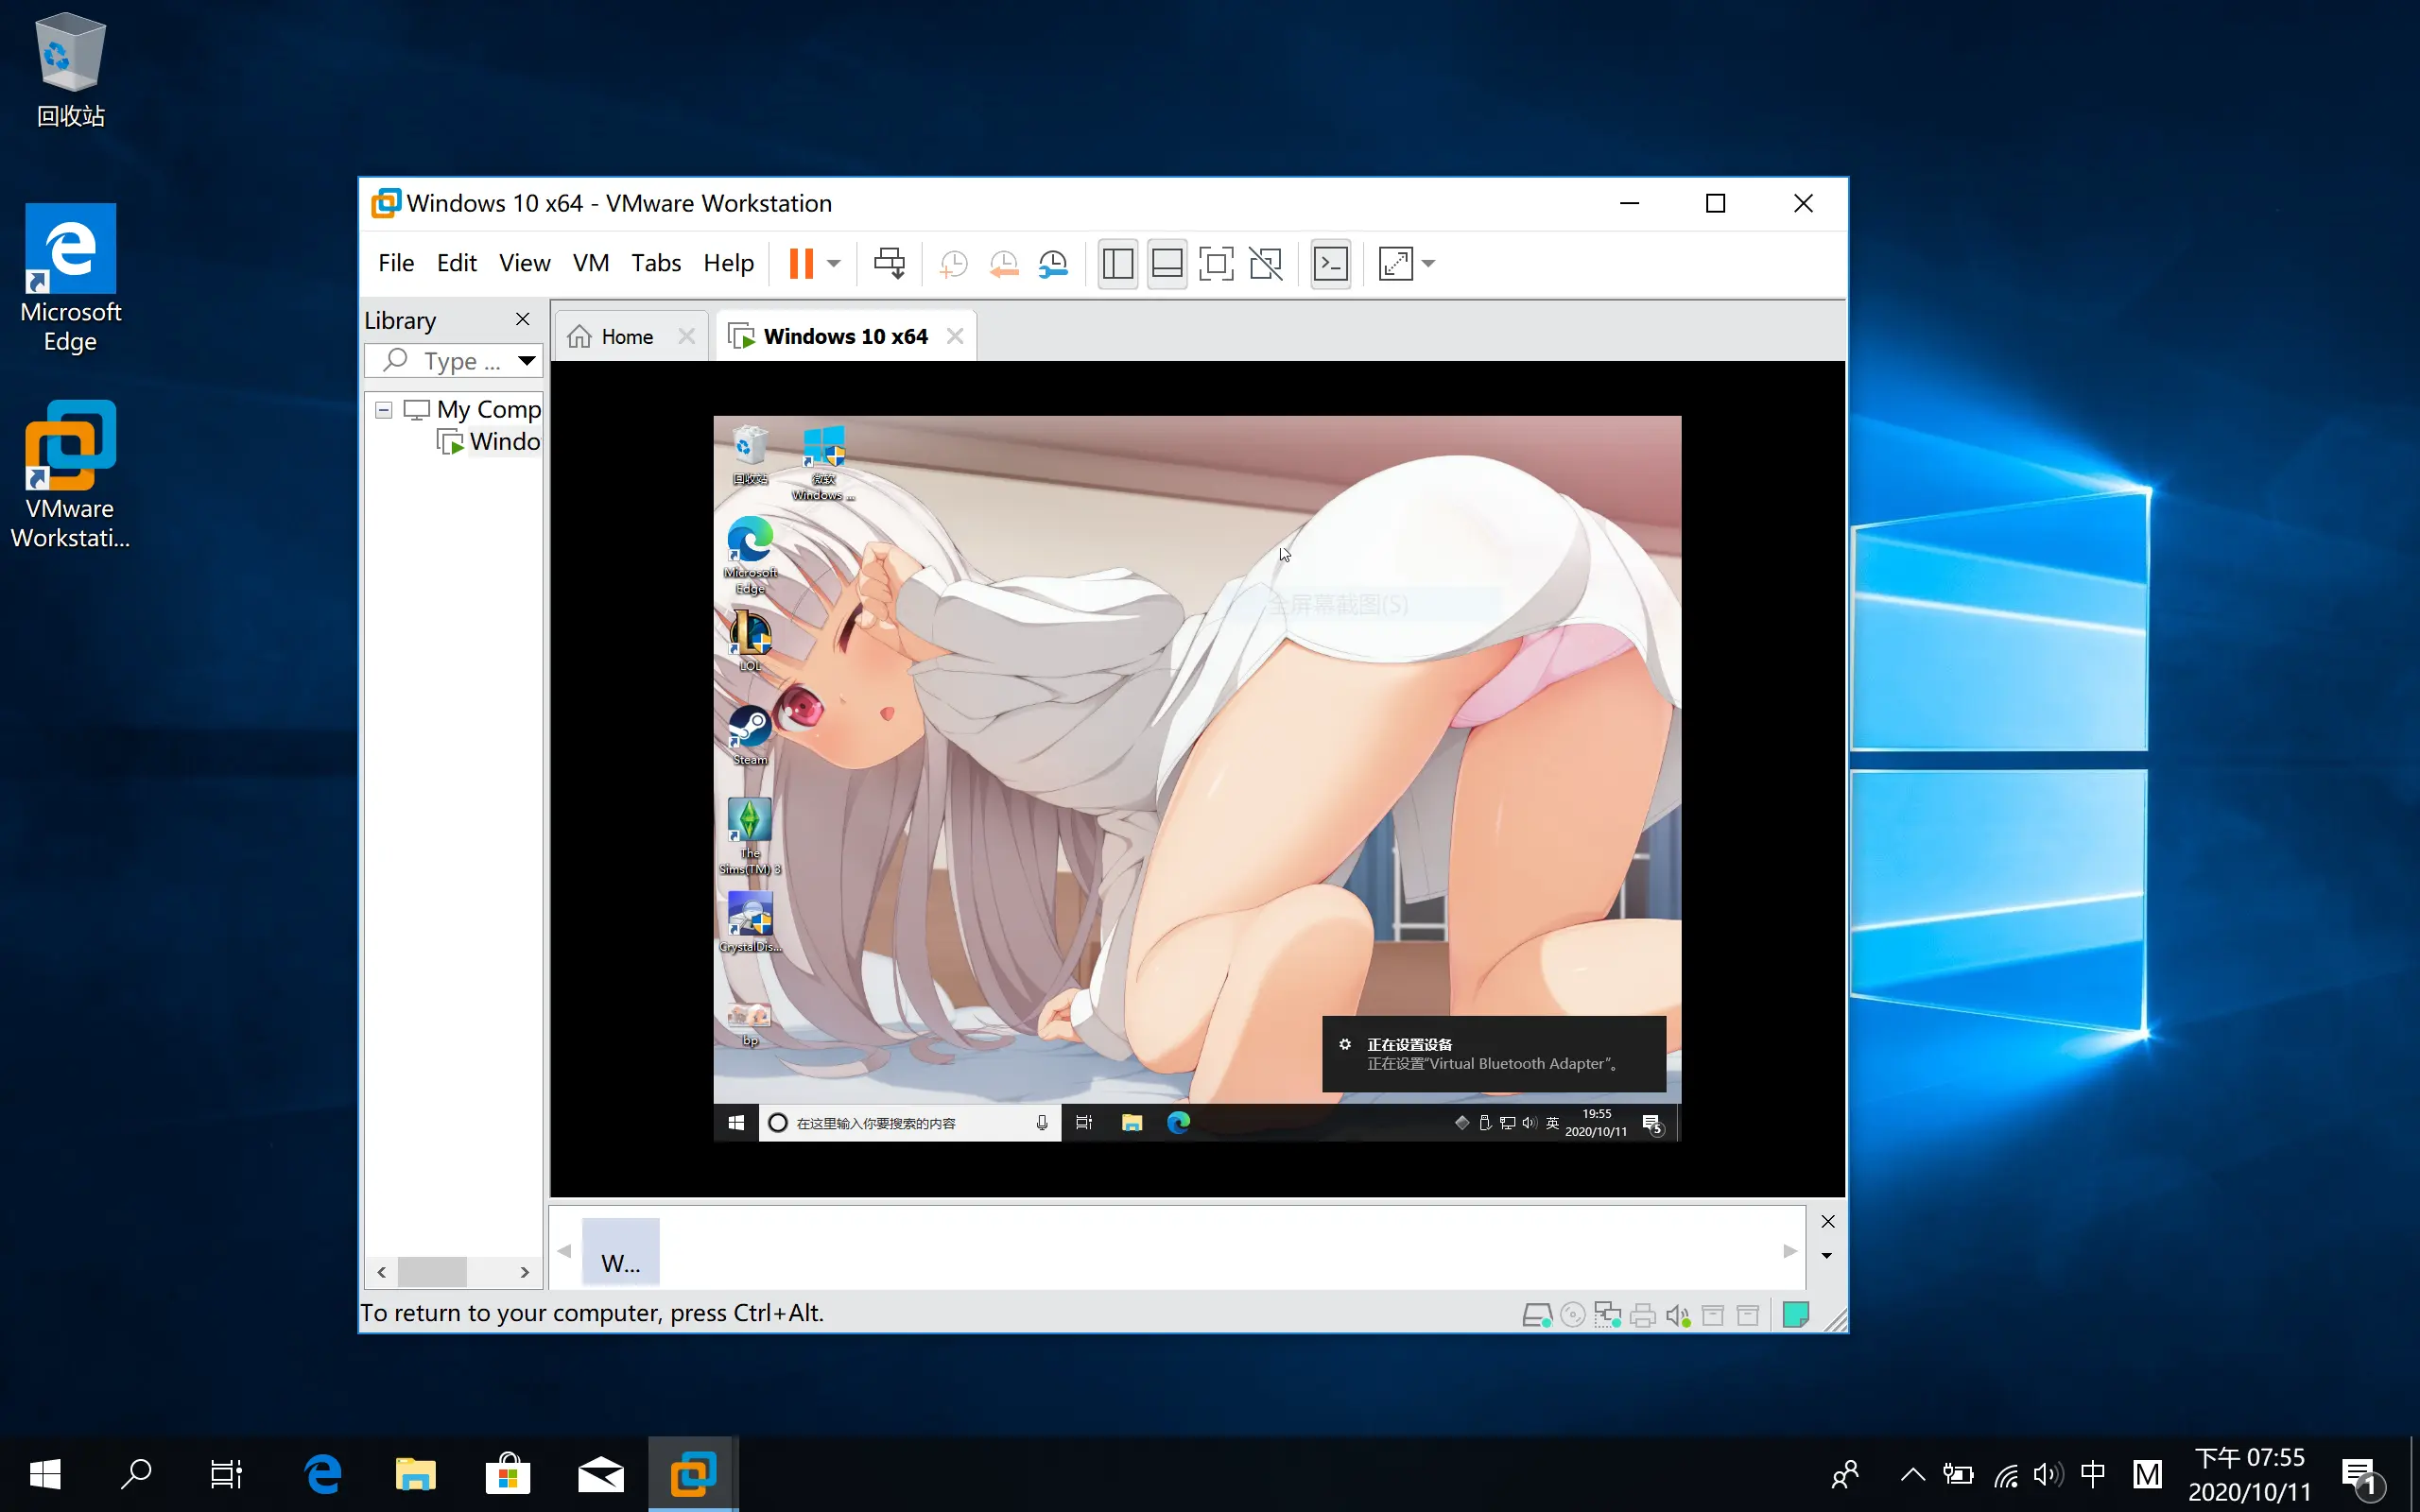 回收站
Microsoft
Edge
VMware
Workstati...
Windows 10 x64 - VMware Workstation
File Edit View VM Tabs Help
Library
Type ...
My Comp
Windo
Home
Windows 10 x64
回收站
微软
Windows ...
Microsoft
Edge
LOL
Steam
The
Sims(TM) 3
CrystalDis...
bp
全屏幕截图(S)
正在设置设备
正在设置“Virtual Bluetooth Adapter”。
在这里输入你要搜索的内容
英
19:55
2020/10/11
5
W...
To return to your computer, press Ctrl+Alt.
中
M
下午 07:55
2020/10/11
1